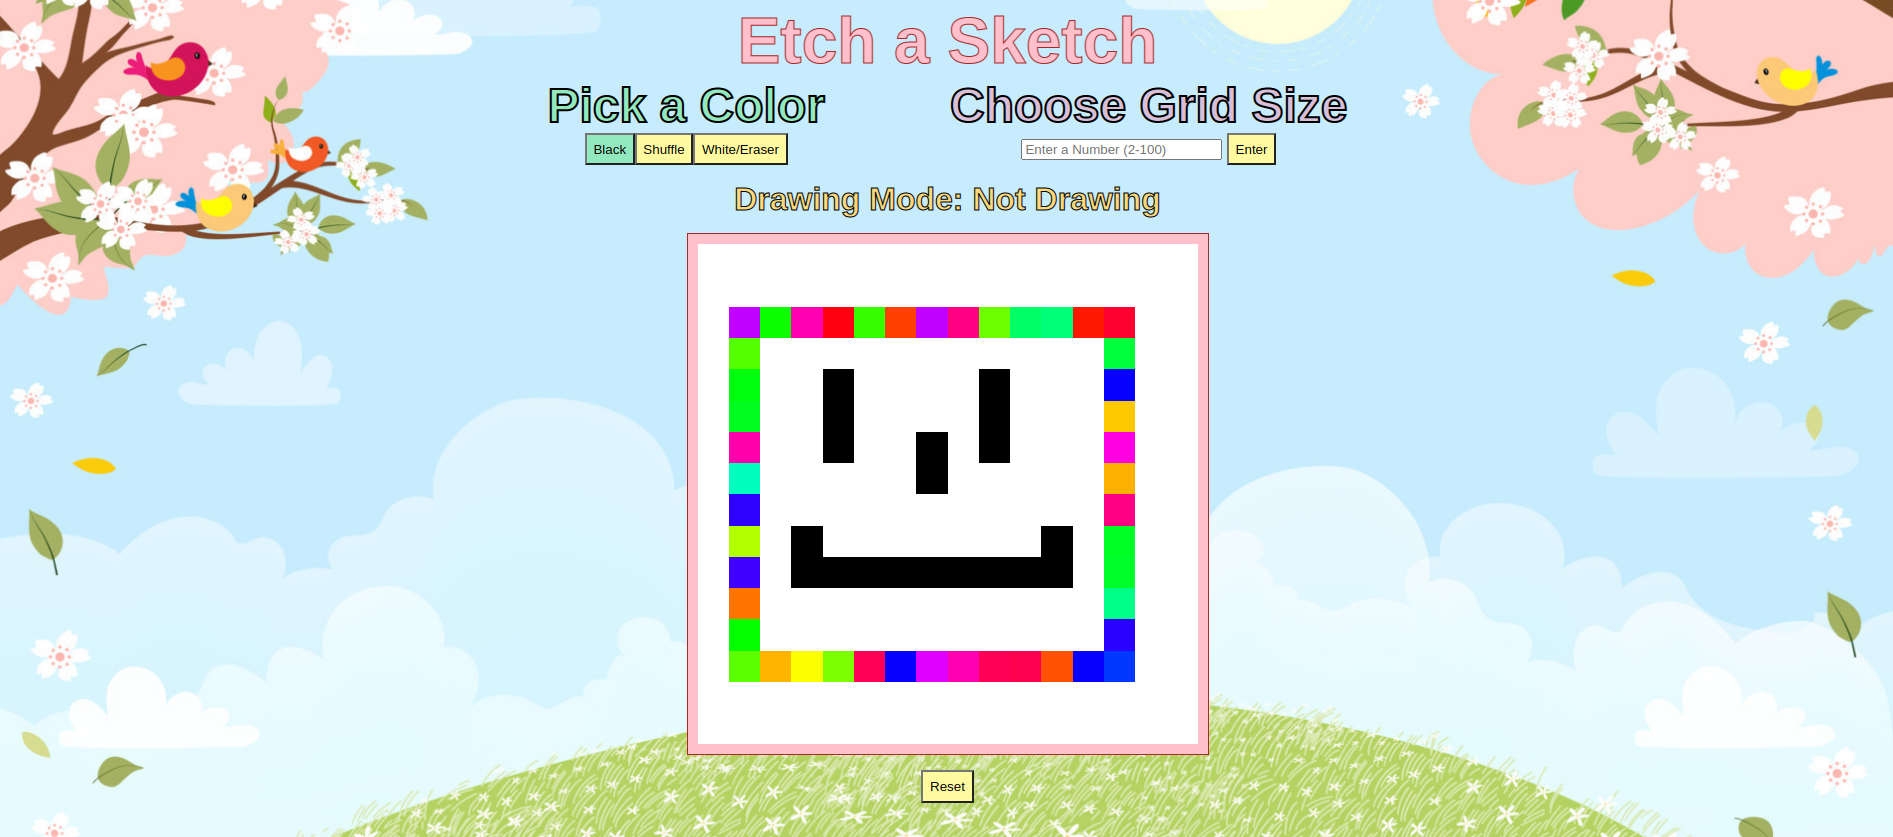 Etch a Sketch
Pick a Color
Choose Grid Size
Black Shuffle White/Eraser
Enter a Number (2-100) Enter
Drawing Mode: Not Drawing
Reset